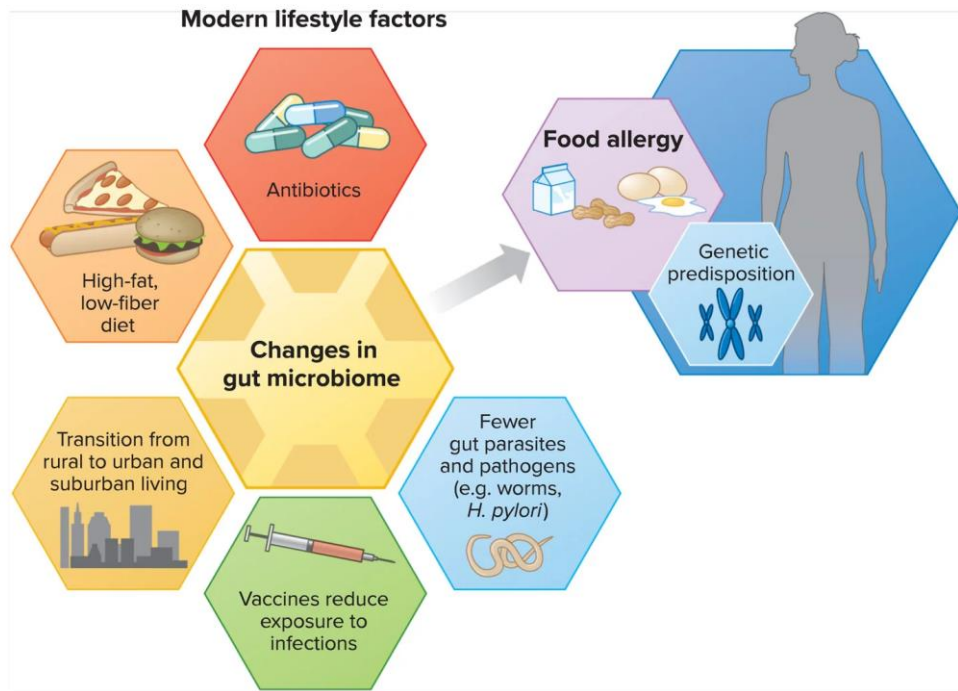 Modern lifestyle factors
Antibiotics
High-fat,
low-fiber
diet
Changes in
gut microbiome
Transition from
rural to urban and
suburban living
Vaccines reduce
exposure to
infections
Fewer
gut parasites
and pathogens
(e.g. worms,
H. pylori)
Food allergy
Genetic
predisposition